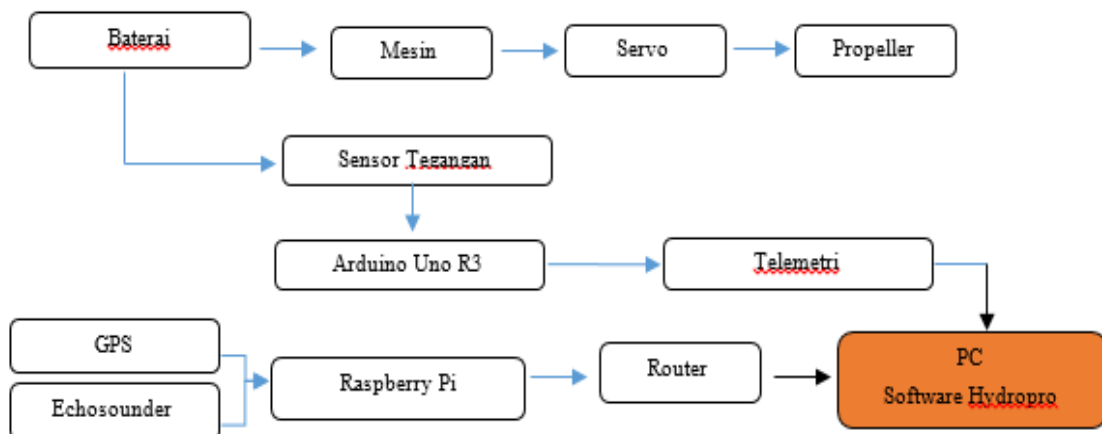 Baterai
Mesin
Servo
Propeller
Sensor Tegangan
Arduino Uno R3
Telemetri
GPS
Echosounder
Raspberry Pi
Router
PC
Software Hydropro